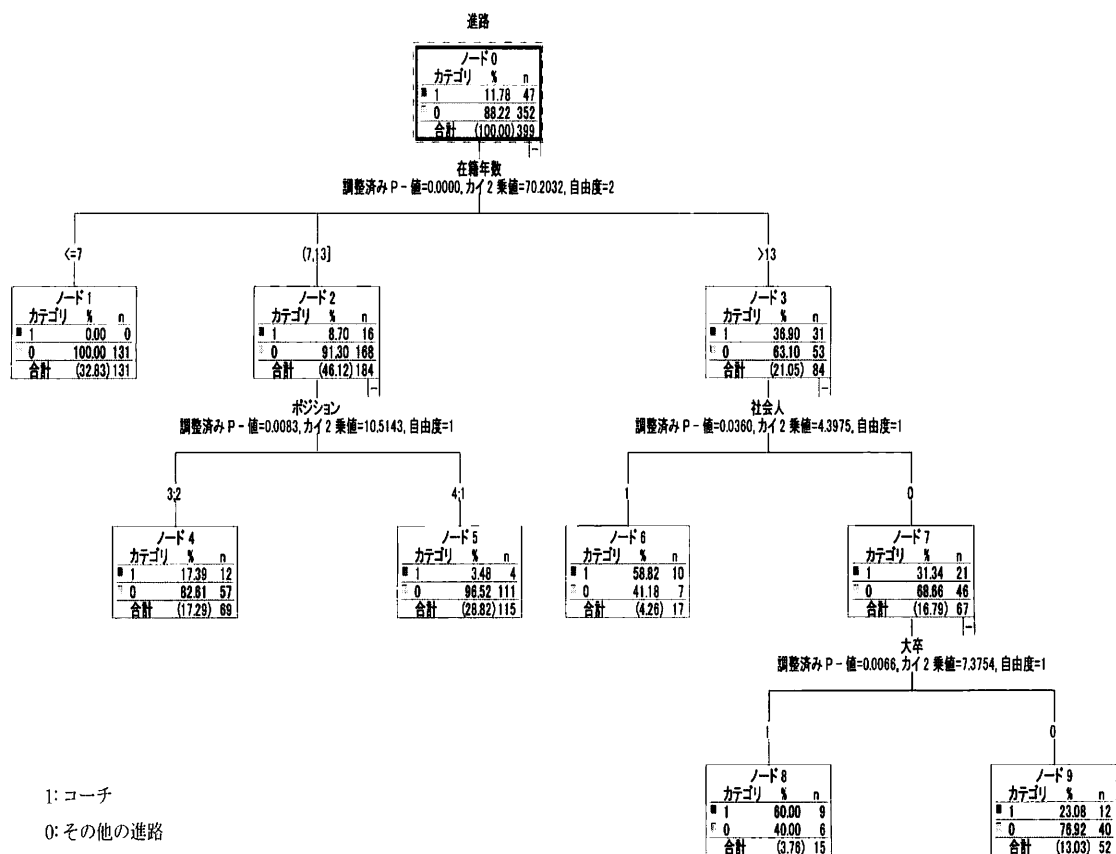 進路
ノード 0
カテゴリ % n
1 11.78 47
0 88.22 352
合計 (100.00) 399
在籍年数
調整済み P - 値=0.0000, カイ 2 乗値=70.2032, 自由度=2
<=7
(7,13]
>13
ノード 1
カテゴリ % n
1 0.00 0
0 100.00 131
合計 (32.83) 131
ノード 2
カテゴリ % n
1 8.70 16
0 91.30 168
合計 (46.12) 184
ノード 3
カテゴリ % n
1 36.90 31
0 63.10 53
合計 (21.05) 84
ポジション
調整済み P - 値=0.0083, カイ 2 乗値=10.5143, 自由度=1
社会人
調整済み P - 値=0.0360, カイ 2 乗値=4.3975, 自由度=1
3;2
4;1
1
0
ノード 4
カテゴリ % n
1 17.39 12
0 82.61 57
合計 (17.29) 69
ノード 5
カテゴリ % n
1 3.48 4
0 96.52 111
合計 (28.82) 115
ノード 6
カテゴリ % n
1 58.82 10
0 41.18 7
合計 (4.26) 17
ノード 7
カテゴリ % n
1 31.34 21
0 68.66 46
合計 (16.79) 67
大卒
調整済み P - 値=0.0066, カイ 2 乗値=7.3754, 自由度=1
1
0
ノード 8
カテゴリ % n
1 60.00 9
0 40.00 6
合計 (3.76) 15
ノード 9
カテゴリ % n
1 23.08 12
0 76.92 40
合計 (13.03) 52
1: コーチ
0: その他の進路